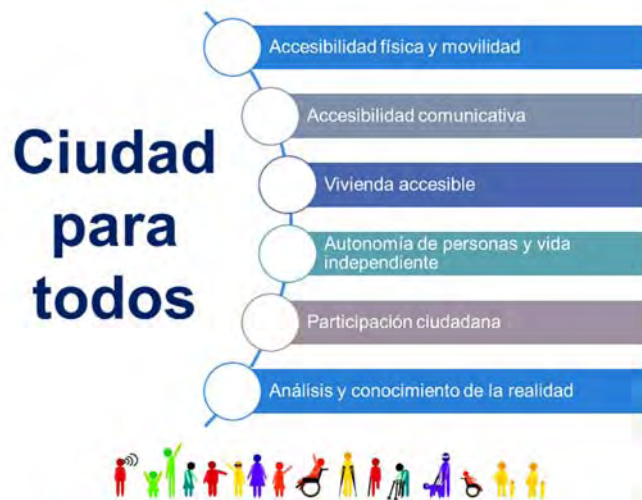 Ciudad
para
todos
Accesibilidad física y movilidad
Accesibilidad comunicativa
Vivienda accesible
Autonomía de personas y vida
independiente
Participación ciudadana
Análisis y conocimiento de la realidad